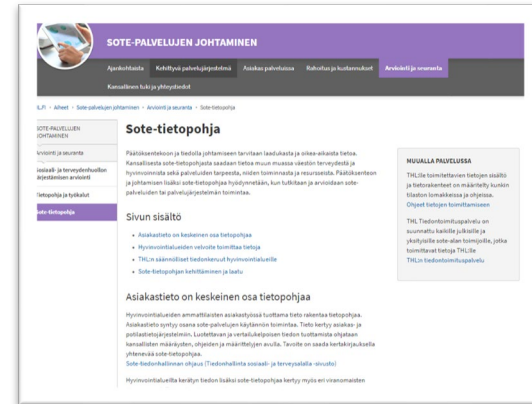 SOTE-PALVELUJEN JOHTAMINEN
Ajankohtaista Kehittyvä palvelujärjestelmä Asiakas palveluissa Rahoitus ja kustannukset Arviointi ja seuranta
Kansallinen tuki ja yhteystiedot
Aiheet Sote-palvelujen johtaminen Arviointi ja seuranta Sote-tietopohja
SOTE-PALVELUJEN
JOHTAMINEN
Arviointi ja seuranta
Sosiaali- ja terveydenhuollon
järjestämisen arviointi
Tietopohja ja työkalut
Sote-tietopohja
Sote-tietopohja
Päätöksentekoon ja tiedolla johtamiseen tarvitaan laadukasta ja oikea-aikaista tietoa.
Kansallisesta sote-tietopohjasta saadaan tietoa muun muassa väestön terveydestä ja
hyvinvoinnista sekä palveluiden tarpeista, niiden toiminnasta ja resursseista. Päätöksenteon
ja johtamisen lisäksi sote-tietopohjaa hyödynnetään, kun tutkitaan ja arvioidaan sote-
palveluiden tai palvelujärjestelmän toimintaa.
Sivun sisältö
Asiakastieto on keskeinen osa tietopohjaa
Hyvinvointialueiden velvoite toimittaa tietoja
THL:n säännölliset tiedonkeruut hyvinvointialueille
Sote-tietopohjan kehittäminen ja laatu
Asiakastieto on keskeinen osa tietopohjaa
Hyvinvointialueiden ammattilaisten asiakastyössä tuottama tieto rakentaa tietopohjaa.
Asiakastieto syntyy osana sote-palvelujen käytännön toimintaa. Tieto kertyy asiakas- ja
potilastietojärjestelmiin. Luotettavan ja vertailukelpoisen tiedon tuottamista ohjataan
kansallisten määräysten, ohjeiden ja määrittelyjen avulla. Tavoite on saada kertakirjauksella
yhtenevää sote-tietopohjaa.
Sote-tiedonhallinnan ohjaus (Tiedonhallinta sosiaali- ja terveysalalla -sivusto)
Hyvinvointialueilta kerätyn tiedon lisäksi sote-tietopohjaa kertyy myös eri viranomaisten
MUUALLA PALVELUSSA
THL:lle toimitettavien tietojen sisältö
ja tietorakenteet on määritelty kunkin
tilaston lomakkeissa ja ohjeissa.
Ohjeet tietojen toimittamiseen
THL Tiedontoimituspalvelu on
suunnattu kaikille julkisille ja
yksityisille sote-alan toimijoille, jotka
toimittavat tietoja THL:lle
THL:n tiedontoimituspalvelu